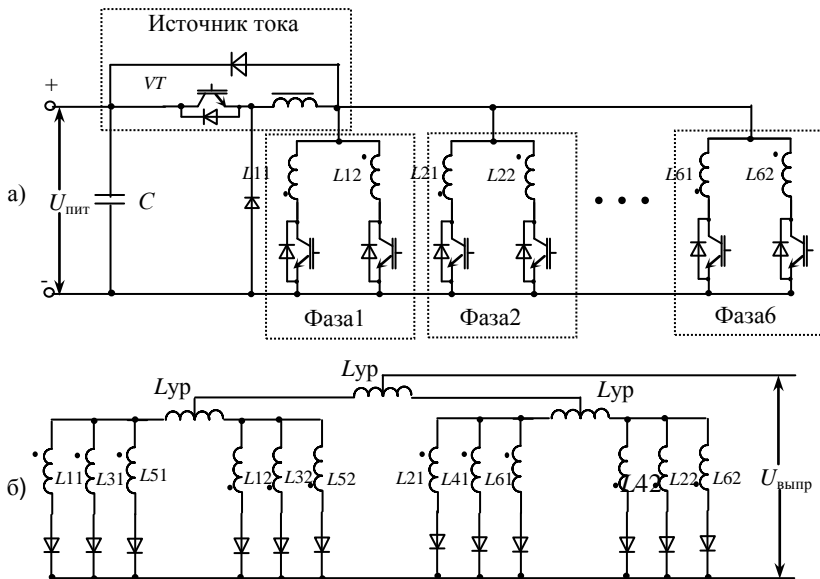 Источник тока
+
VT
L11
L12
L21
L22
L61
L62
а)
Uпит
C
• • •
-
Фаза1
Фаза2
Фаза6
Lур
Lур
Lур
б)
L11
L31
L51
L12
L32
L52
L21
L41
L61
L42
L22
L62
Uвыпр